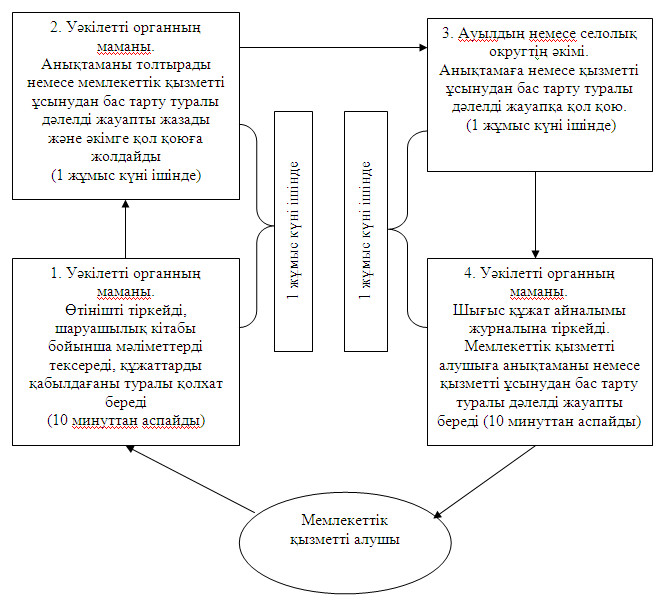 2. Уәкілетті органның
маманы.
Анықтаманы толтырады
немесе мемлекеттік қызметті
ұсынудан бас тарту туралы
дәлелді жауапты жазады
және әкімге қол қоюға
жолдайды
(1 жұмыс күні ішінде)
3. Ауылдың немесе селолық
округтің әкімі.
Анықтамаға немесе қызметті
ұсынудан бас тарту туралы
дәлелді жауапқа қол қою.
(1 жұмыс күні ішінде)
1 жұмыс күні ішінде
1 жұмыс күні ішінде
1. Уәкілетті органның
маманы.
Өтінішті тіркейді,
шаруашылық кітабы
бойынша мәліметтерді
тексереді, құжаттарды
қабылдағаны туралы қолхат
береді
(10 минуттан аспайды)
4. Уәкілетті органның
маманы.
Шығыс құжат айналымы
журналына тіркейді.
Мемлекеттік қызметті
алушыға анықтаманы немесе
қызметті ұсынудан бас тарту
туралы дәлелді жауапты
береді (10 минуттан аспайды)
Мемлекеттік
қызметті алушы